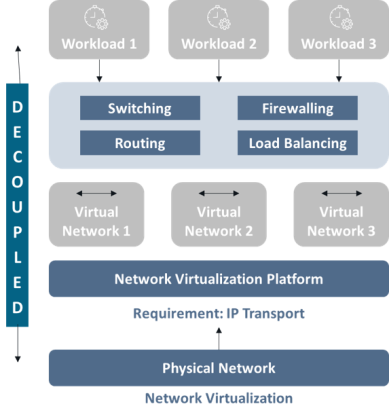 Workload 1
Workload 2
Workload 3
DECOUPLED
Switching
Firewalling
Routing
Load Balancing
Virtual
Network 1
Virtual
Network 2
Virtual
Network 3
Network Virtualization Platform
Requirement: IP Transport
Physical Network
Network Virtualization